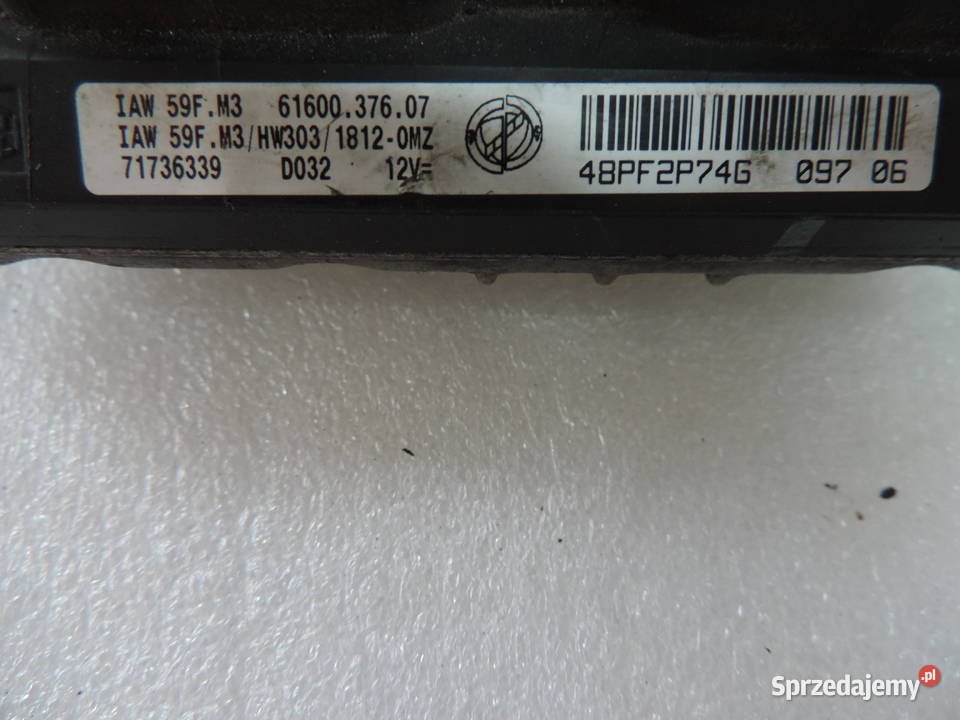 IAW 59F.M3 61600.376.07
IAW 59F.M3/HW303/1812-0MZ
71736339 D032 12V=
48PF2P74G 097 06
Sprzedajemy.pl